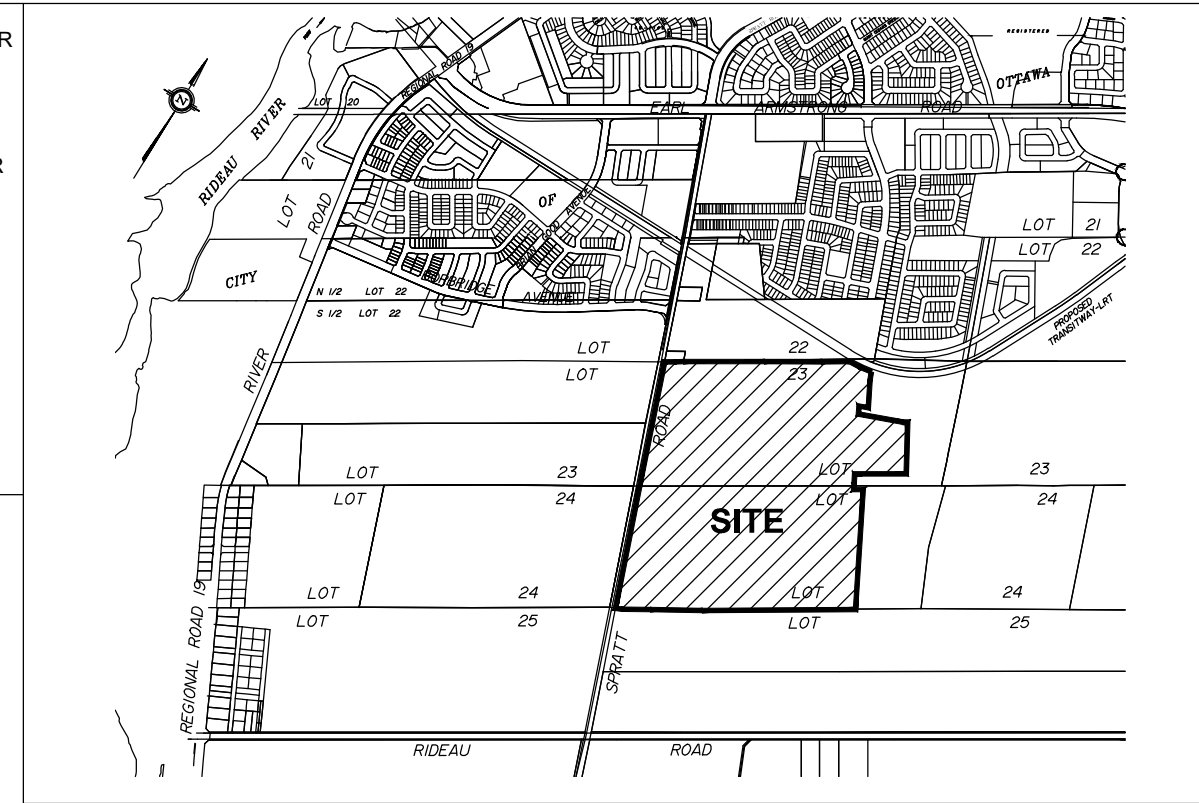 R
R
REGISTERED
OTTAWA
REGIONAL ROAD 19
LOT 20
EARL ARMSTRONG ROAD
RIDEAU RIVER
N
LOT 21
ROAD
OF
AVENUE
LOT 21
LOT 22
CITY
N 1/2 LOT 22
S 1/2 LOT 22
AVENUE
PROPOSED
TRANSITWAY-LRT
LOT 22
LOT 23
RIVER
ROAD
LOT 23
LOT 24
LOT
LOT
23
24
SITE
LOT 24
LOT 25
LOT
LOT
24
25
REGIONAL ROAD 19
SPRATT
RIDEAU ROAD